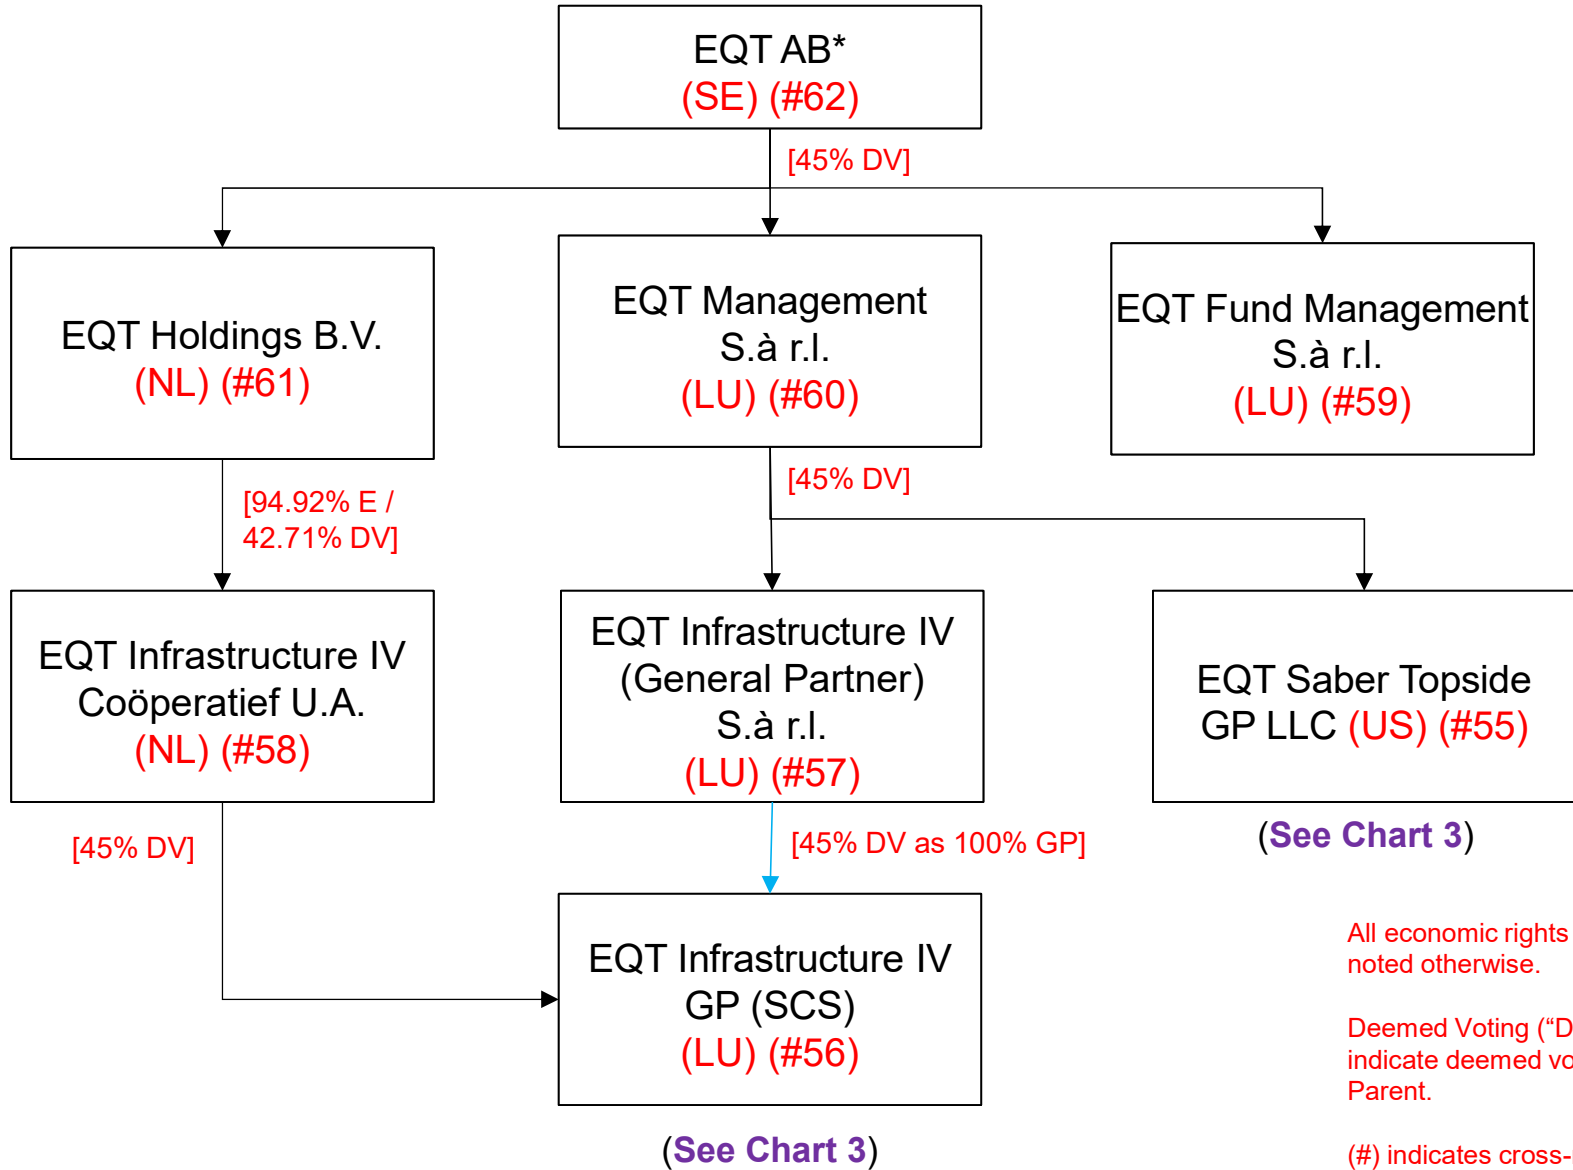 EQT AB*
(SE) (#62)
[45% DV]
EQT Holdings B.V.
(NL) (#61)
EQT Management
S.à r.l.
(LU) (#60)
EQT Fund Management
S.à r.l.
(LU) (#59)
[94.92% E /
42.71% DV]
[45% DV]
EQT Infrastructure IV
Coöperatief U.A.
(NL) (#58)
EQT Infrastructure IV
(General Partner)
S.à r.l.
(LU) (#57)
EQT Saber Topside
GP LLC (US) (#55)
(See Chart 3)
[45% DV]
[45% DV as 100% GP]
EQT Infrastructure IV
GP (SCS)
(LU) (#56)
(See Chart 3)
All economic rights
noted otherwise.
Deemed Voting (“D
indicate deemed vo
Parent.
(#) indicates cross-